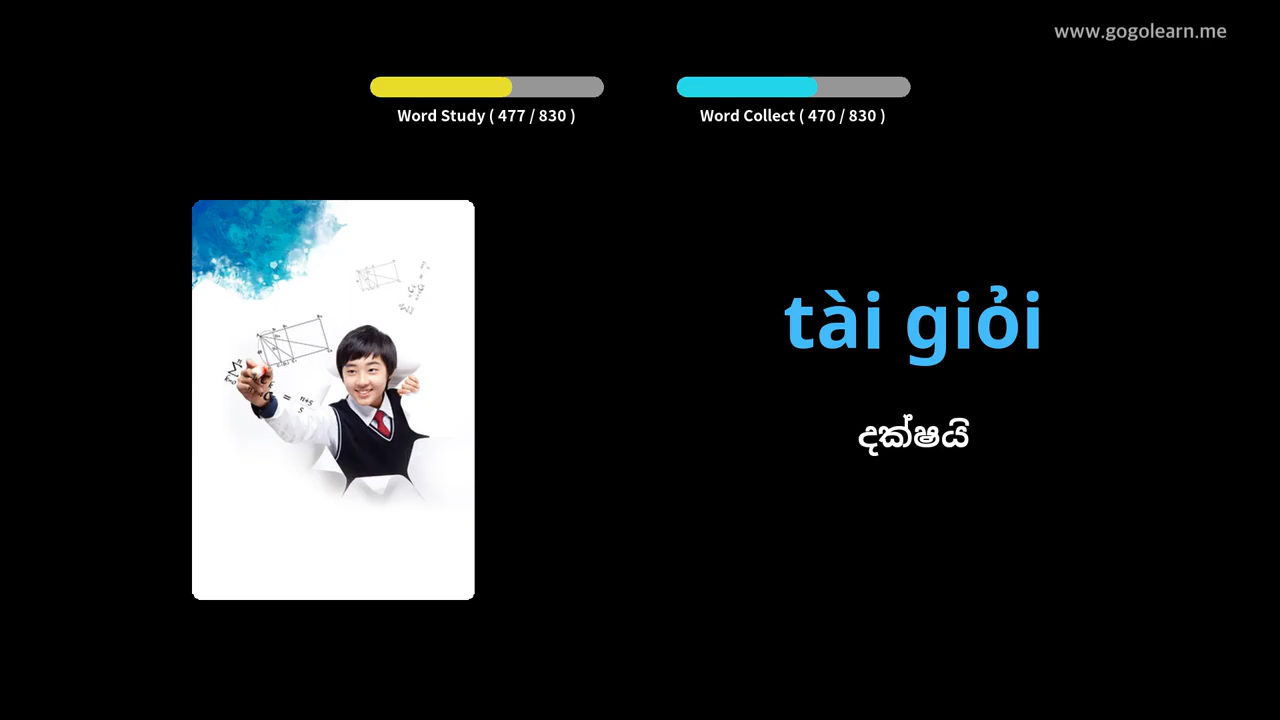 www.gogolearn.me
Word Study ( 477 / 830 )
Word Collect ( 470 / 830 )
tài giỏi
දක්ෂයි